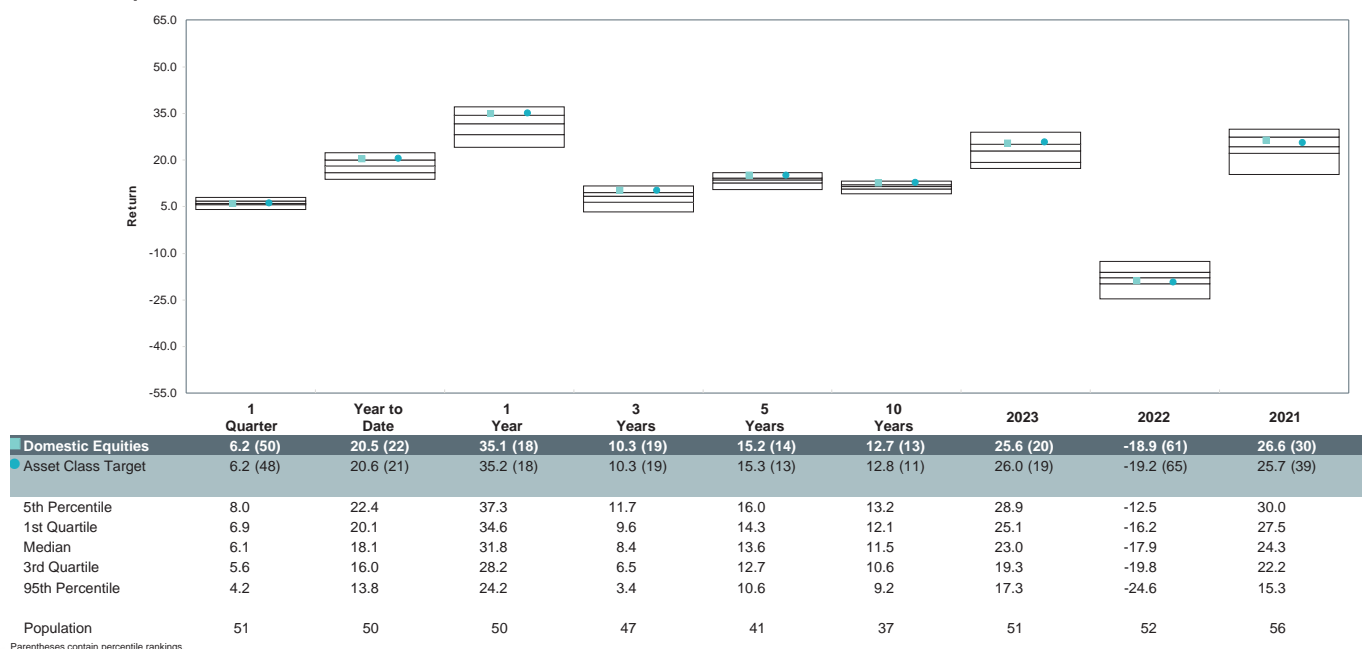 65.0
50.0
35.0
20.0
5.0
-10.0
-25.0
-40.0
-55.0
Return
1 Quarter Year to Date 1 Year 3 Years 5 Years 10 Years 2023 2022 2021
Domestic Equities 6.2 (50) 20.5 (22) 35.1 (18) 10.3 (19) 15.2 (14) 12.7 (13) 25.6 (20) -18.9 (61) 26.6 (30)
Asset Class Target 6.2 (48) 20.6 (21) 35.2 (18) 10.3 (19) 15.3 (13) 12.8 (11) 26.0 (19) -19.2 (65) 25.7 (39)
5th Percentile 8.0 22.4 37.3 11.7 16.0 13.2 28.9 -12.5 30.0
1st Quartile 6.9 20.1 34.6 9.6 14.3 12.1 25.1 -16.2 27.5
Median 6.1 18.1 31.8 8.4 13.6 11.5 23.0 -17.9 24.3
3rd Quartile 5.6 16.0 28.2 6.5 12.7 10.6 19.3 -19.8 22.2
95th Percentile 4.2 13.8 24.2 3.4 10.6 9.2 17.3 -24.6 15.3
Population 51 50 50 47 41 37 51 52 56
Parentheses contain percentile rankings